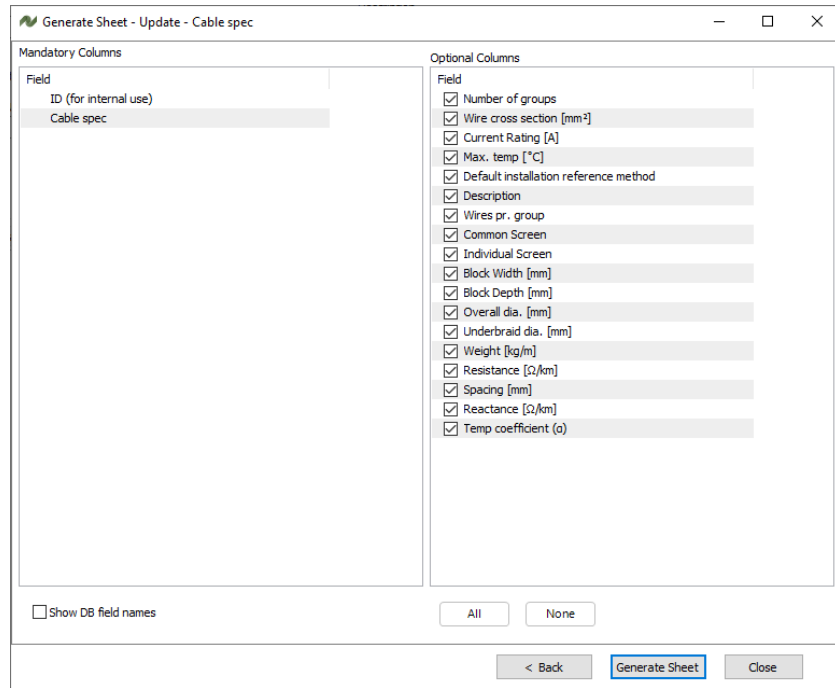 Generate Sheet - Update - Cable spec
Mandatory Columns
Field
ID (for internal use)
Cable spec
Optional Columns
Field
Number of groups
Wire cross section [mm²]
Current Rating [A]
Max. temp [°C]
Default installation reference method
Description
Wires pr. group
Common Screen
Individual Screen
Block Width [mm]
Block Depth [mm]
Overall dia. [mm]
Underbraid dia. [mm]
Weight [kg/m]
Resistance [Ω/km]
Spacing [mm]
Reactance [Ω/km]
Temp coefficient (α)
Show DB field names
All
None
< Back
Generate Sheet
Close